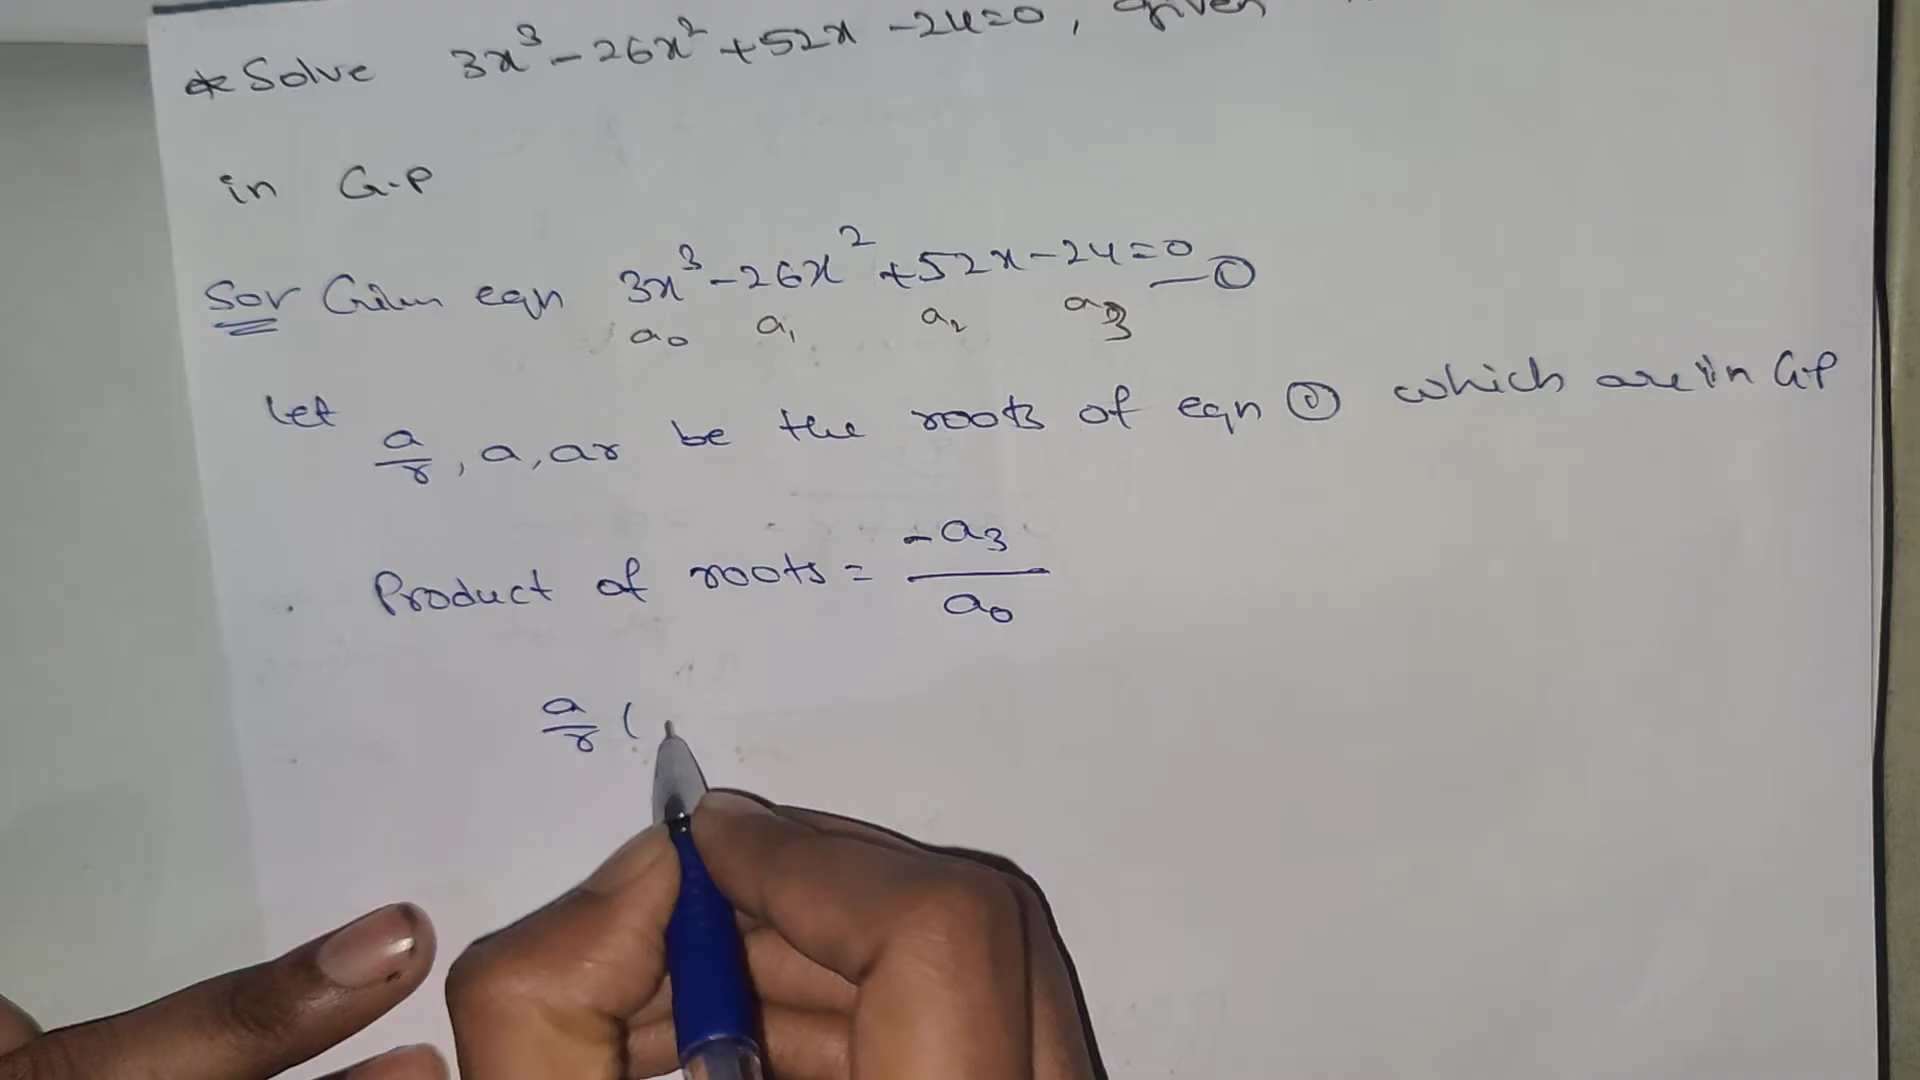 * Solve 3x³ - 26x² + 52x - 24 = 0, given
in G.P
Sol Given eqn 3x³ - 26x² + 52x - 24 = 0 — ①
a₀ a₁ a₂ a₃
Let a/r, a, ar be the roots of eqn ① which are in G.P
Product of roots = -a₃/a₀
a/r (